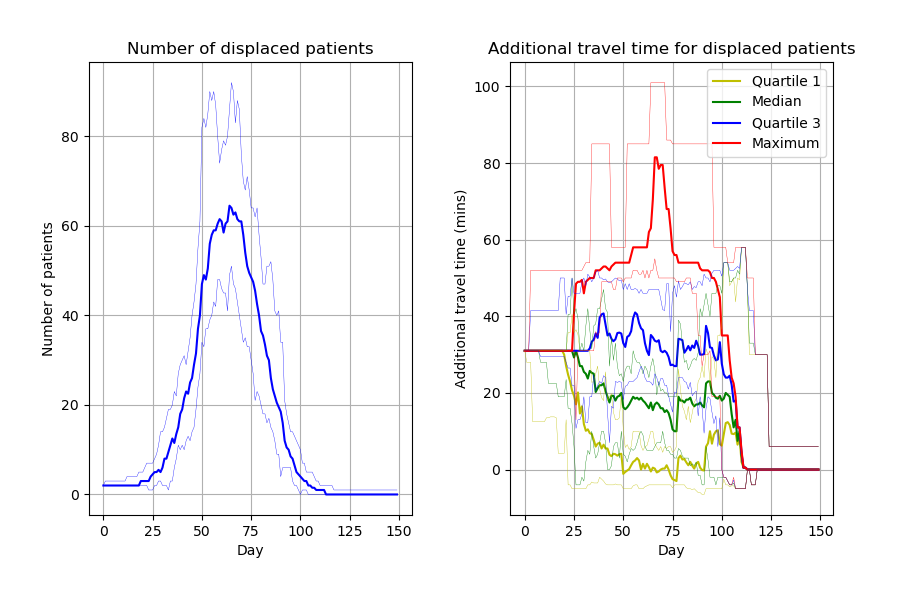 Number of displaced patients
Number of patients
80
60
40
20
0
0 25 50 75 100 125 150
Day
Additional travel time for displaced patients
Additional travel time (mins)
100
80
60
40
20
0
0 25 50 75 100 125 150
Day
Quartile 1
Median
Quartile 3
Maximum